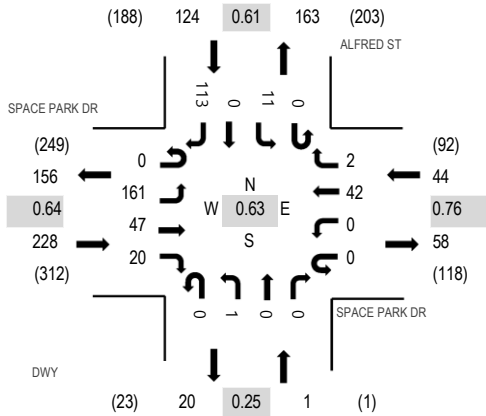 (188) 124 0.61 163 (203)
ALFRED ST
113 0 11 0
SPACE PARK DR
(249) (92)
0 2
156 44
161 42
N
0.64 W 0.63 E 0.76
47 0
S
228 58
20 0
(312) (118)
0 1 0 0
SPACE PARK DR
DWY
(23) 20 0.25 1 (1)